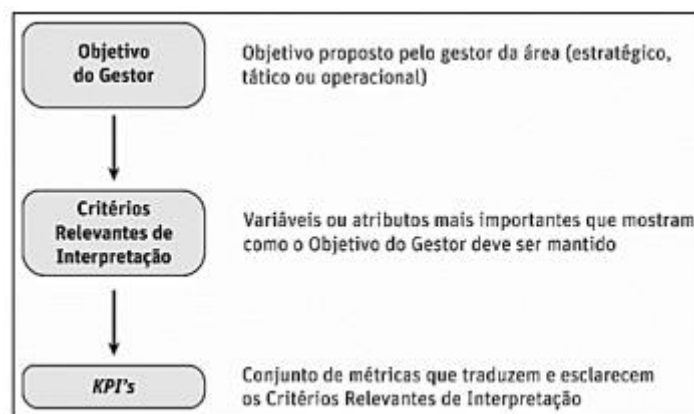 Objetivo
do Gestor
Objetivo proposto pelo gestor da área (estratégico,
tático ou operacional)
Critérios
Relevantes de
Interpretação
Variáveis ou atributos mais importantes que mostram
como o Objetivo do Gestor deve ser mantido
KPI's
Conjunto de métricas que traduzem e esclarecem
os Critérios Relevantes de Interpretação